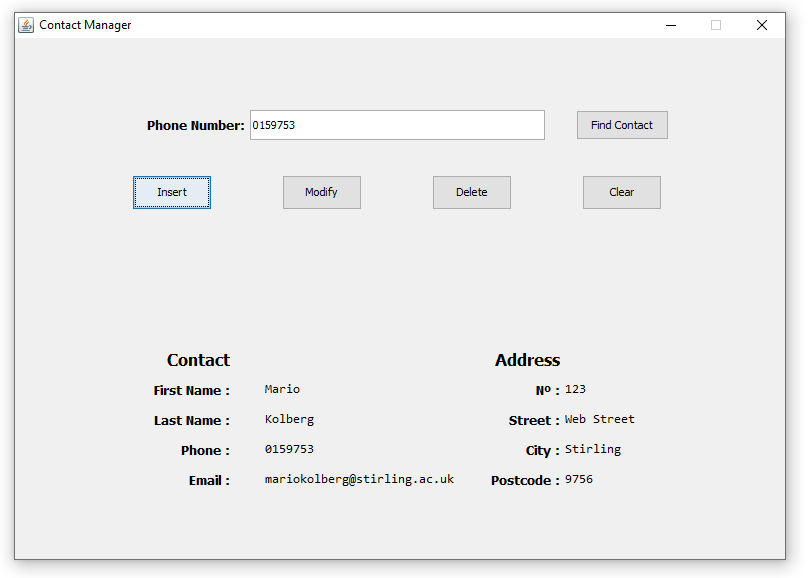 Contact Manager
Phone Number: 0159753 Find Contact
Insert Modify Delete Clear
Contact Address
First Name : Mario Nº : 123
Last Name : Kolberg Street : Web Street
Phone : 0159753 City : Stirling
Email : mariokolberg@stirling.ac.uk Postcode : 9756